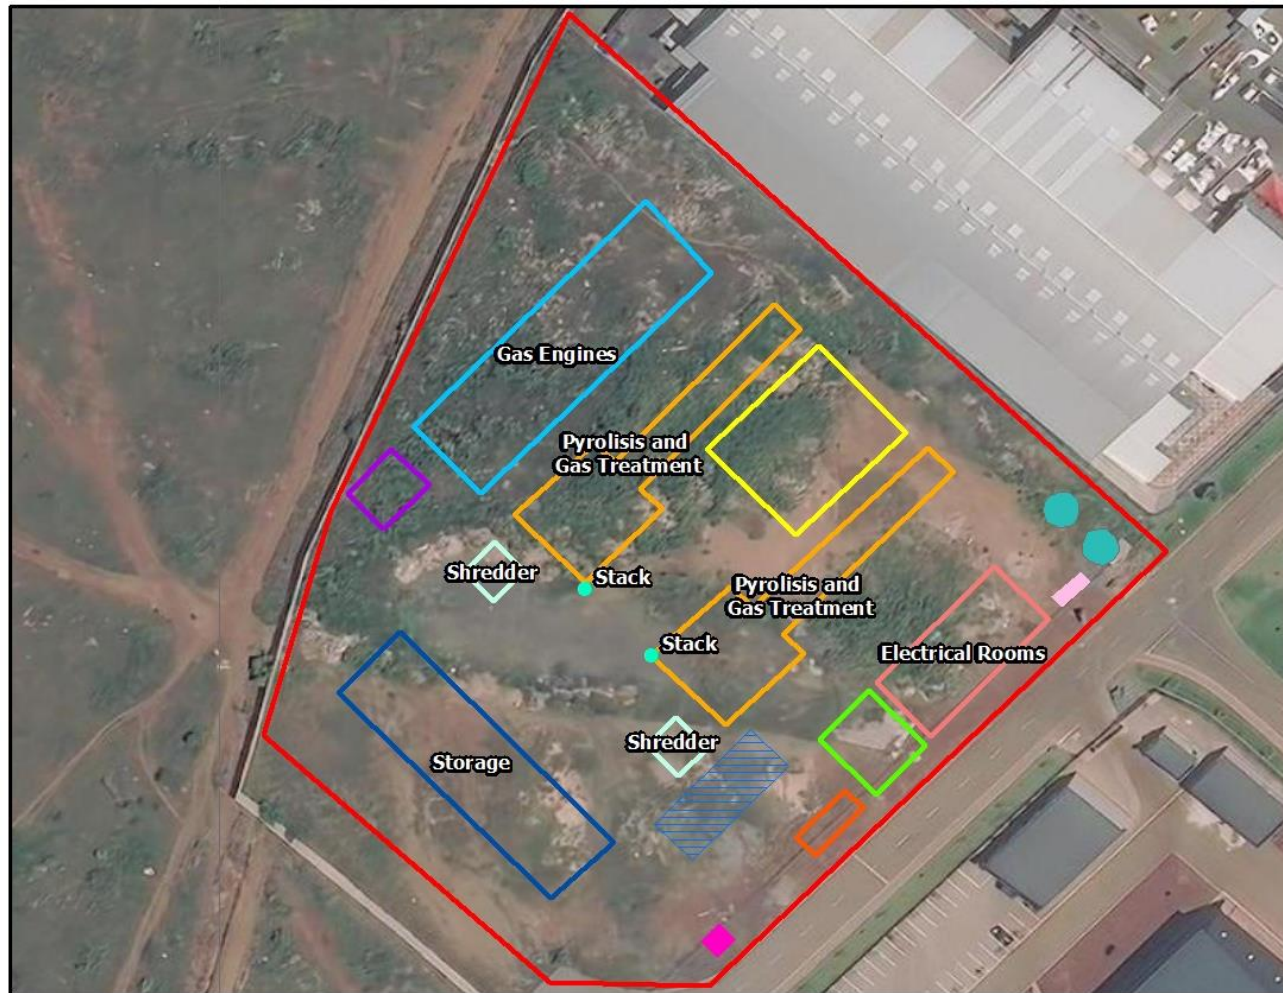 Gas Engines
Pyrolisis and
Gas Treatment
Shredder
Stack
Pyrolisis and
Gas Treatment
Stack
Electrical Rooms
Shredder
Storage